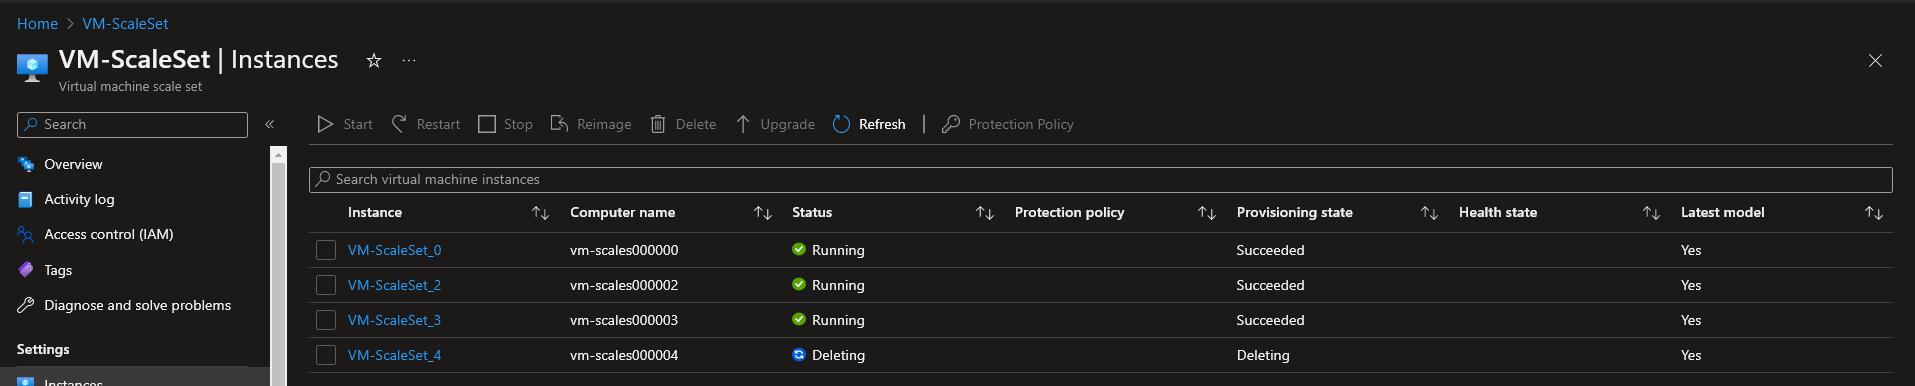 Home > VM-ScaleSet
VM-ScaleSet | Instances
Virtual machine scale set
Search
Overview
Activity log
Access control (IAM)
Tags
Diagnose and solve problems
Settings
Instances
Start Restart Stop Reimage Delete Upgrade Refresh Protection Policy
Search virtual machine instances
Instance Computer name Status Protection policy Provisioning state Health state Latest model
VM-ScaleSet_0 vm-scales000000 Running Succeeded Yes
VM-ScaleSet_2 vm-scales000002 Running Succeeded Yes
VM-ScaleSet_3 vm-scales000003 Running Succeeded Yes
VM-ScaleSet_4 vm-scales000004 Deleting Deleting Yes